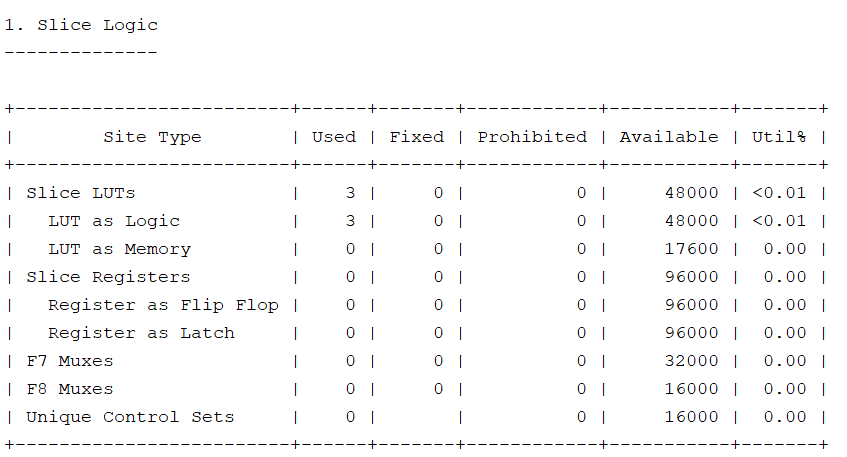 1. Slice Logic
--------------
+-------------------------+------+-------+------------+-----------+-------+
|        Site Type        | Used | Fixed | Prohibited | Available | Util% |
+-------------------------+------+-------+------------+-----------+-------+
| Slice LUTs              |    3 |     0 |          0 |     48000 | <0.01 |
|   LUT as Logic          |    3 |     0 |          0 |     48000 | <0.01 |
|   LUT as Memory         |    0 |     0 |          0 |     17600 |  0.00 |
| Slice Registers         |    0 |     0 |          0 |     96000 |  0.00 |
|   Register as Flip Flop |    0 |     0 |          0 |     96000 |  0.00 |
|   Register as Latch     |    0 |     0 |          0 |     96000 |  0.00 |
| F7 Muxes                |    0 |     0 |          0 |     32000 |  0.00 |
| F8 Muxes                |    0 |     0 |          0 |     16000 |  0.00 |
| Unique Control Sets     |    0 |       |          0 |     16000 |  0.00 |
+-------------------------+------+-------+------------+-----------+-------+